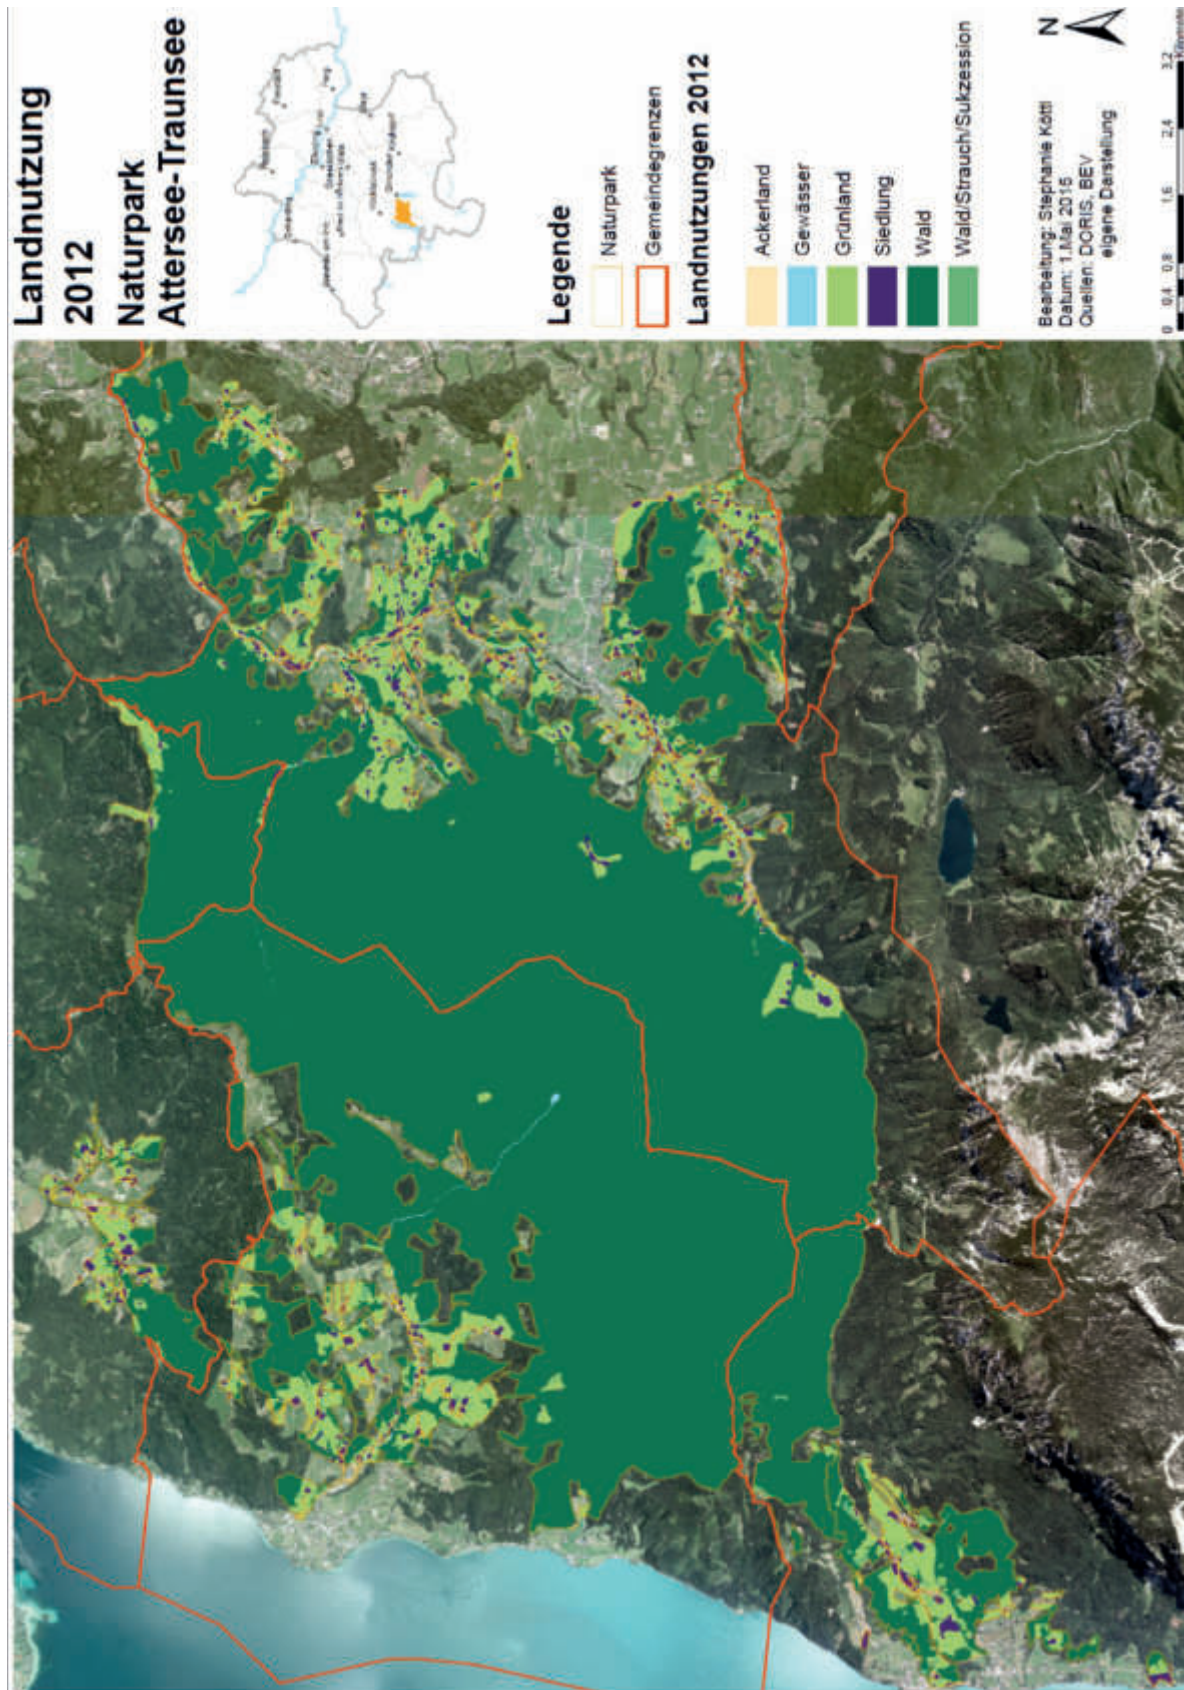 Landnutzung
2012
Naturpark
Attersee-Traunsee
Legende
Naturpark
Gemeindegrenzen
Landnutzungen 2012
Ackerland
Gewässer
Grünland
Siedlung
Wald
Wald/Strauch/Sukzession
N
Bearbeitung: Stephanie Köttl
Datum: 1.Mai 2015
Quellen: DORIS, BEV
eigene Darstellung
0 0,4 0,8 1,6 2,4 3,2
Kilometer